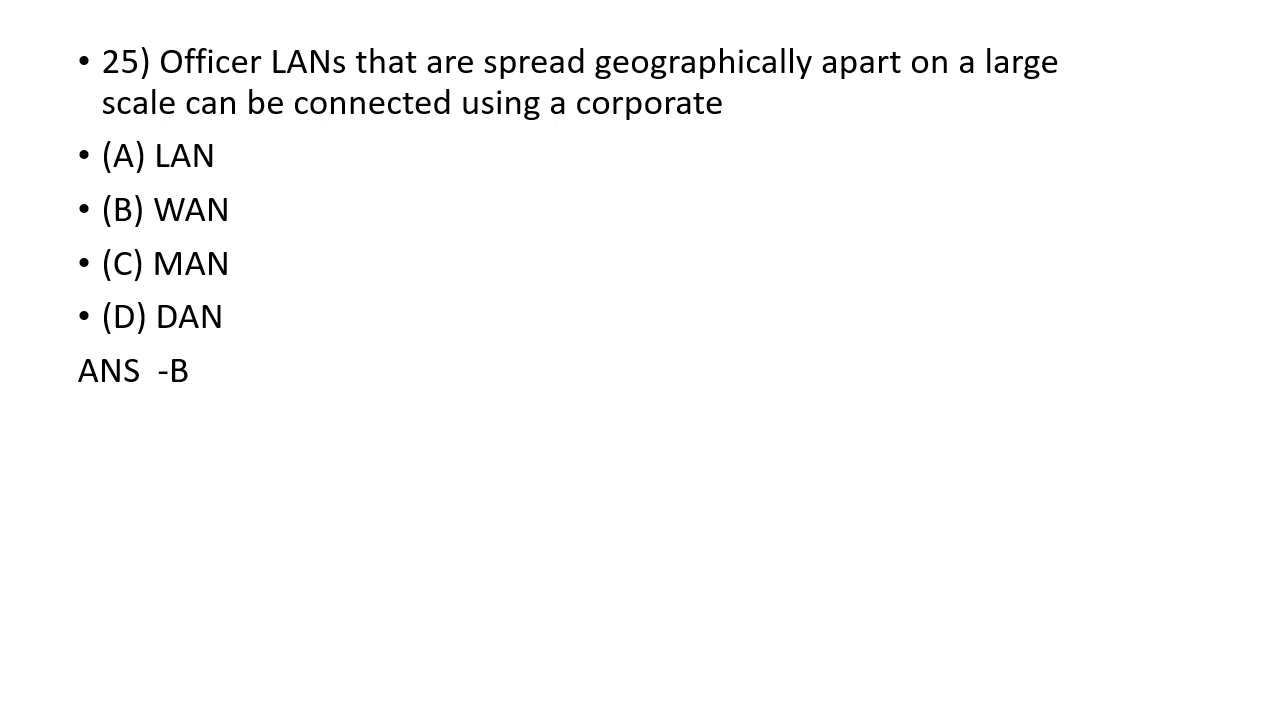 • 25) Officer LANs that are spread geographically apart on a large
scale can be connected using a corporate
• (A) LAN
• (B) WAN
• (C) MAN
• (D) DAN
ANS  -B